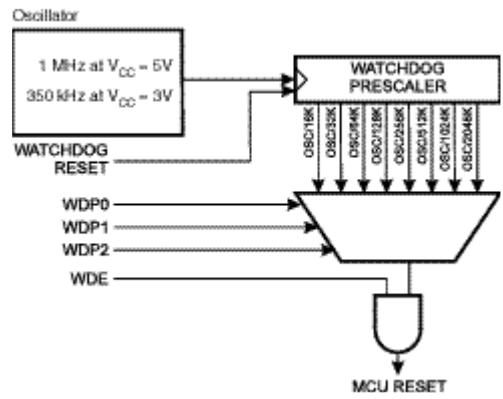 Oscillator
1 MHz at VCC = 5V
350 kHz at VCC = 3V
WATCHDOG
PRESCALER
WATCHDOG
RESET
OSC/16K
OSC/32K
OSC/64K
OSC/128K
OSC/256K
OSC/512K
OSC/1024K
OSC/2048K
WDP0
WDP1
WDP2
WDE
MCU RESET